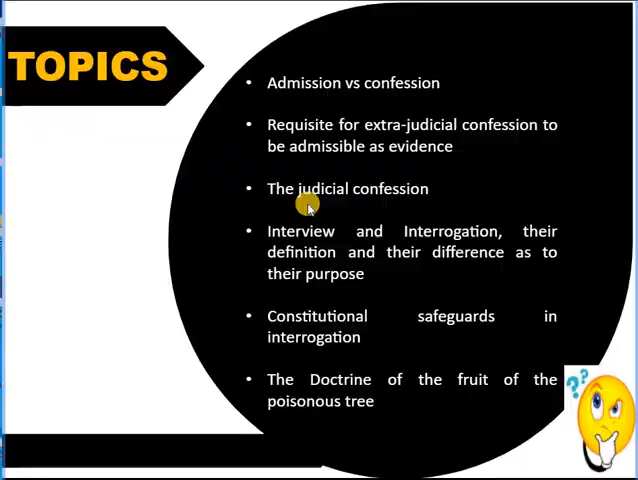 TOPICS
• Admission vs confession
• Requisite for extra-judicial confession to
be admissible as evidence
• The judicial confession
• Interview and Interrogation, their
definition and their difference as to
their purpose
• Constitutional safeguards in
interrogation
• The Doctrine of the fruit of the
poisonous tree
??